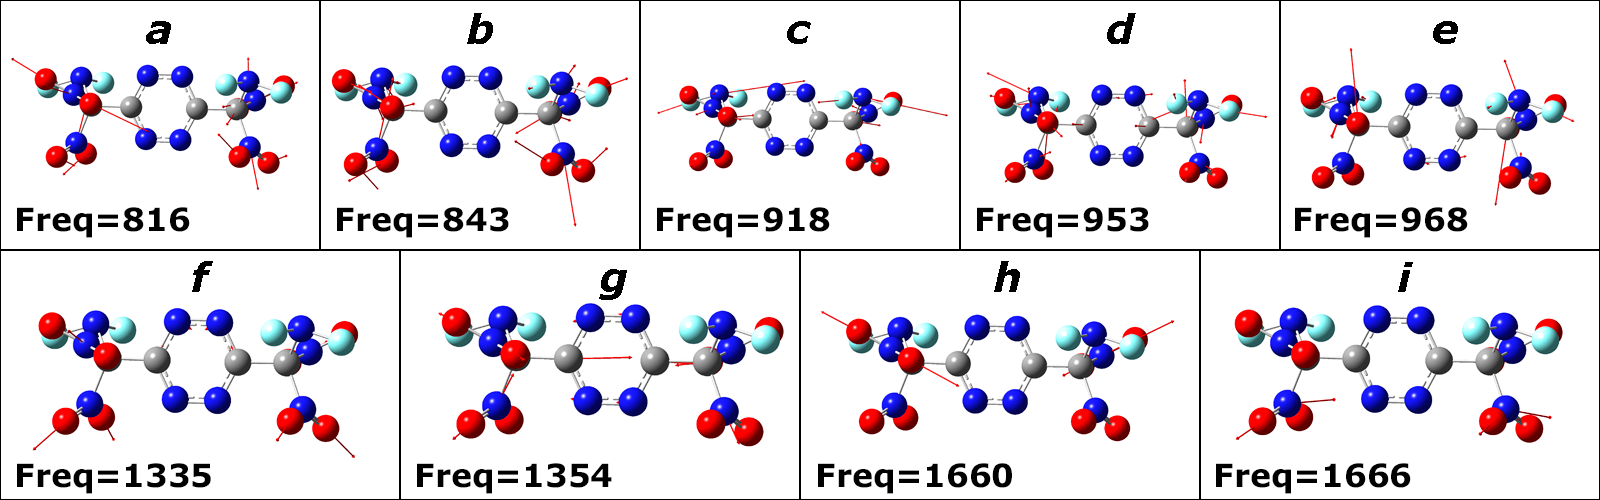 a
Freq=816
b
Freq=843
c
Freq=918
d
Freq=953
e
Freq=968
f
Freq=1335
g
Freq=1354
h
Freq=1660
i
Freq=1666